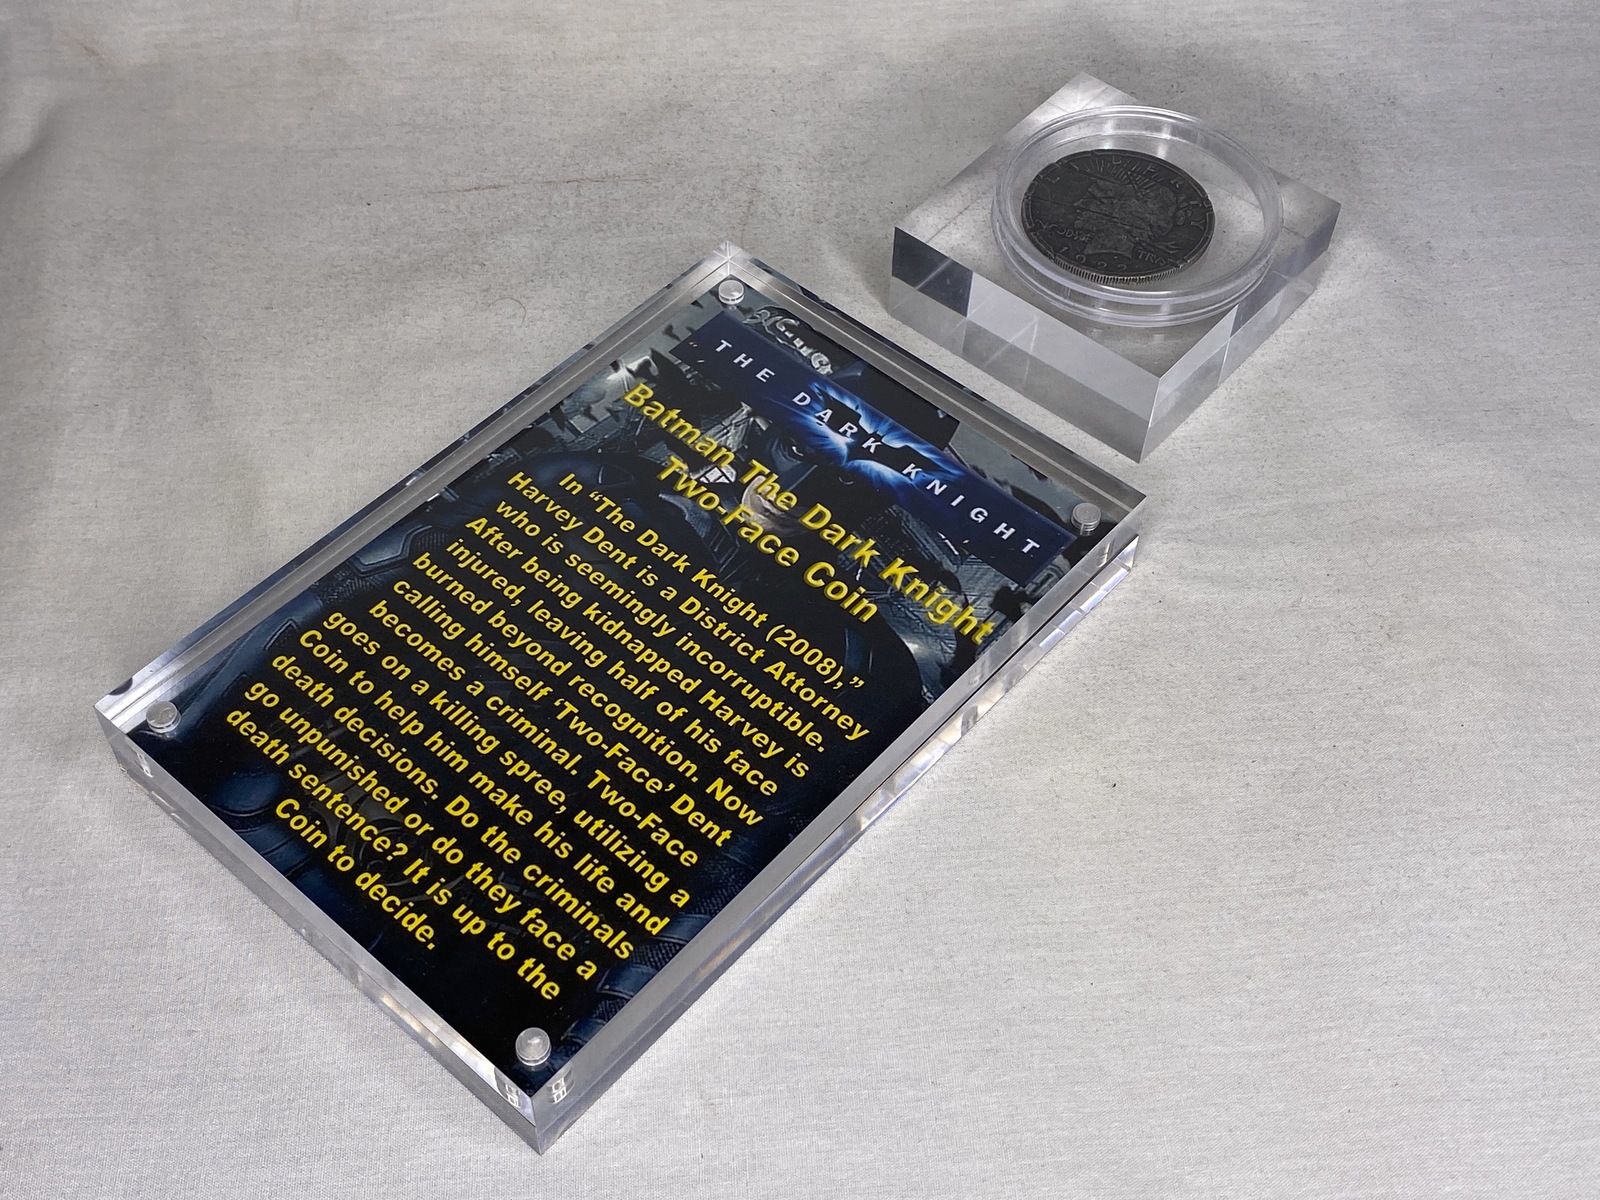 THE DARK KNIGHT
Batman The Dark Knight
Two-Face Coin
In “The Dark Knight (2008),”
Harvey Dent is a District Attorney
who is seemingly incorruptible.
After being kidnapped Harvey is
injured, leaving half of his face
burned beyond recognition. Now
calling himself ‘Two-Face’ Dent
becomes a criminal. Two-Face
goes on a killing spree, utilizing a
Coin to help him make his life and
death decisions. Do the criminals
go unpunished or do they face a
death sentence? It is up to the
Coin to decide.
TRVST
1922